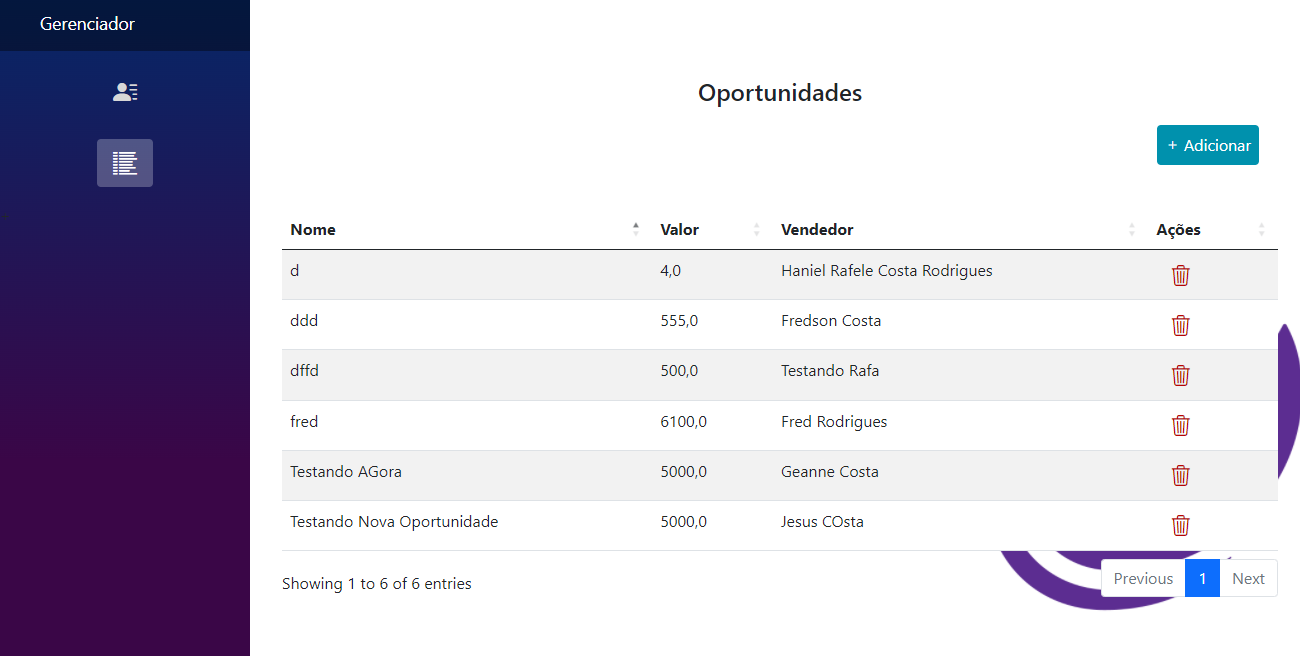 Gerenciador
Oportunidades
+ Adicionar
Nome Valor Vendedor Ações
d 4,0 Haniel Rafele Costa Rodrigues
ddd 555,0 Fredson Costa
dffd 500,0 Testando Rafa
fred 6100,0 Fred Rodrigues
Testando AGora 5000,0 Geanne Costa
Testando Nova Oportunidade 5000,0 Jesus COsta
Showing 1 to 6 of 6 entries Previous 1 Next